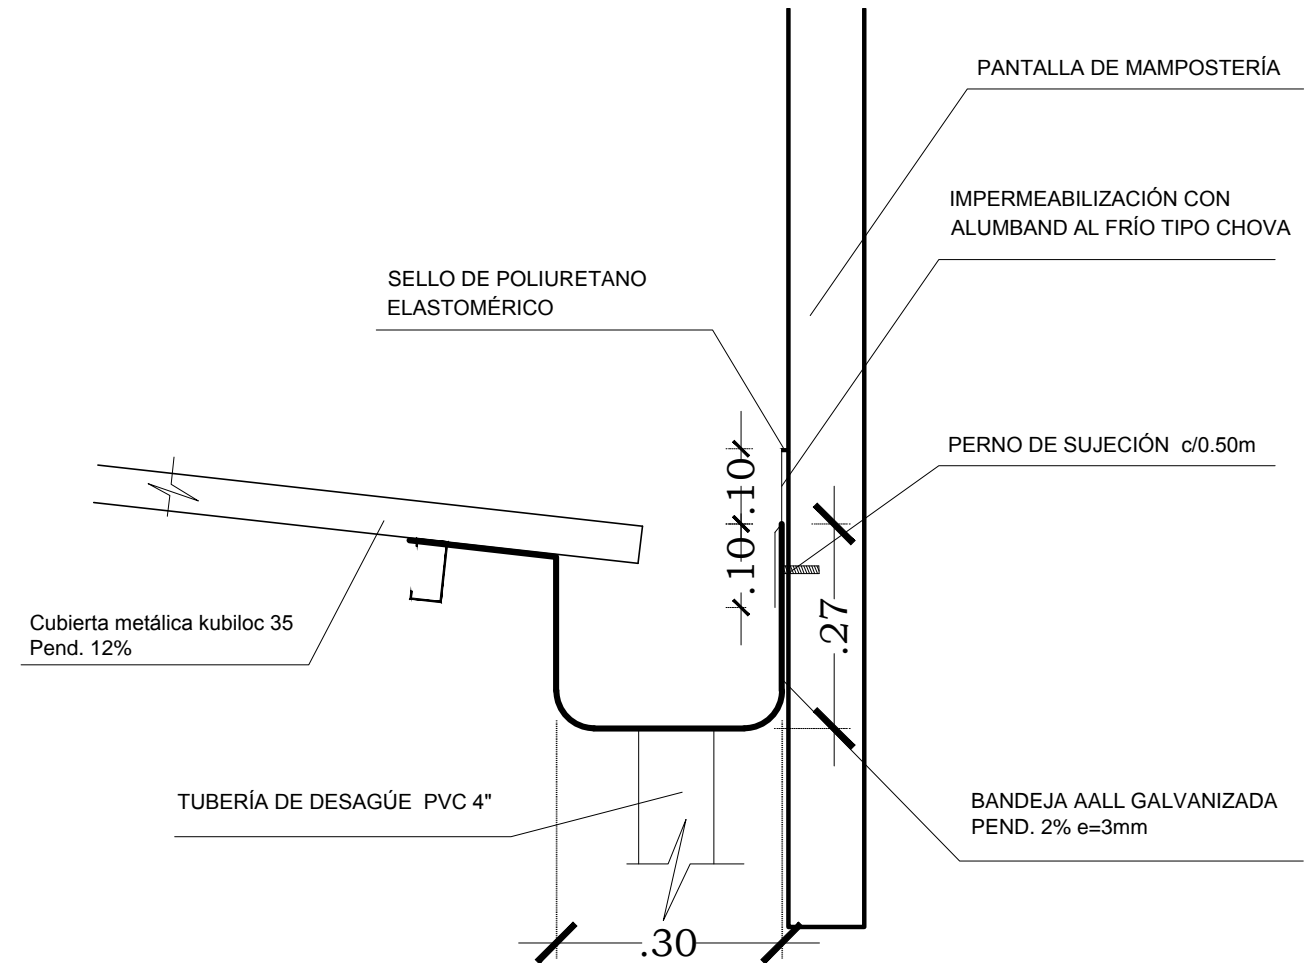 PANTALLA DE MAMPOSTERÍA
IMPERMEABILIZACIÓN CON
ALUMBAND AL FRÍO TIPO CHOVA
SELLO DE POLIURETANO
ELASTOMÉRICO
PERNO DE SUJECIÓN c/0.50m
.10
.10
.27
Cubierta metálica kubiloc 35
Pend. 12%
TUBERÍA DE DESAGÚE PVC 4"
BANDEJA AALL GALVANIZADA
PEND. 2% e=3mm
.30